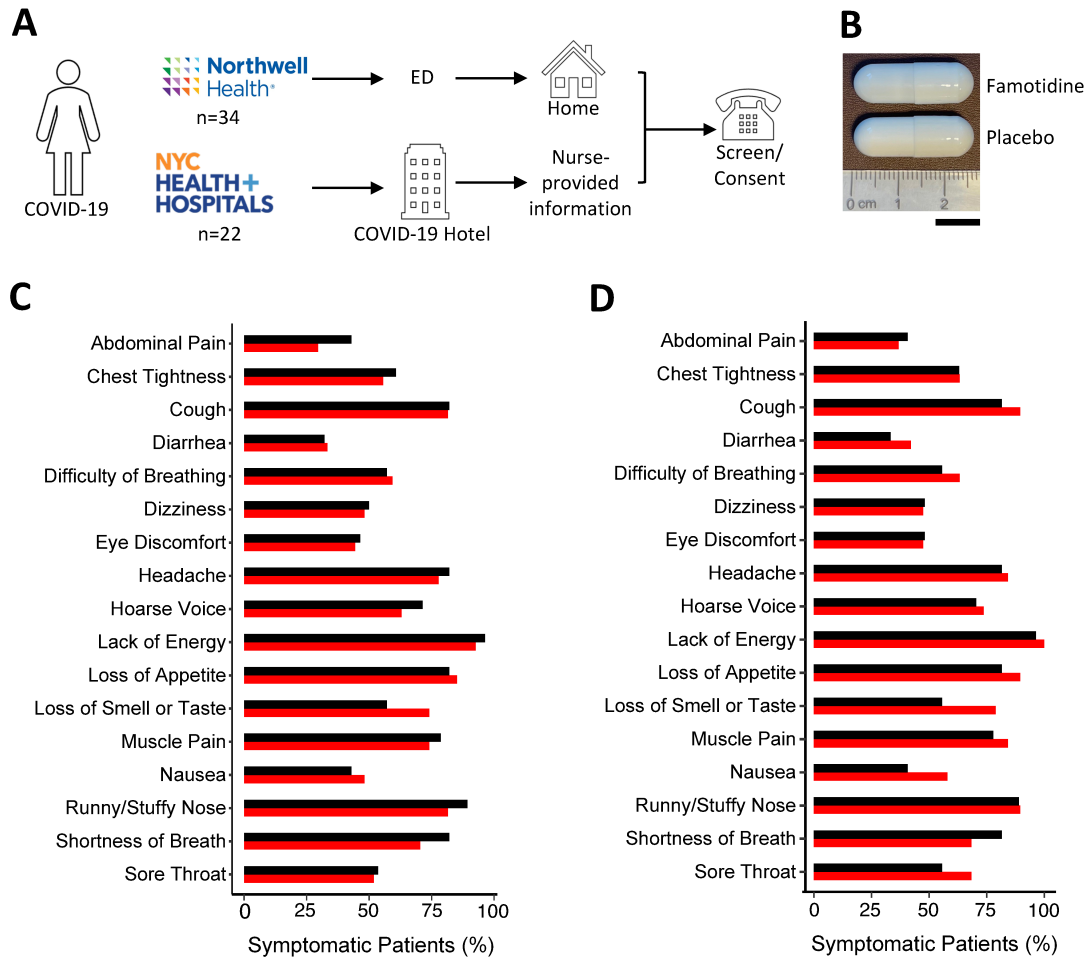 A
B
Northwell
Health®
n=34
ED
Home
COVID-19
NYC
HEALTH+
HOSPITALS
n=22
COVID-19 Hotel
Nurse-
provided
information
Screen/
Consent
Famotidine
Placebo
0 cm 1 2
C
Abdominal Pain
Chest Tightness
Cough
Diarrhea
Difficulty of Breathing
Dizziness
Eye Discomfort
Headache
Hoarse Voice
Lack of Energy
Loss of Appetite
Loss of Smell or Taste
Muscle Pain
Nausea
Runny/Stuffy Nose
Shortness of Breath
Sore Throat
0 25 50 75 100
Symptomatic Patients (%)
D
Abdominal Pain
Chest Tightness
Cough
Diarrhea
Difficulty of Breathing
Dizziness
Eye Discomfort
Headache
Hoarse Voice
Lack of Energy
Loss of Appetite
Loss of Smell or Taste
Muscle Pain
Nausea
Runny/Stuffy Nose
Shortness of Breath
Sore Throat
0 25 50 75 100
Symptomatic Patients (%)